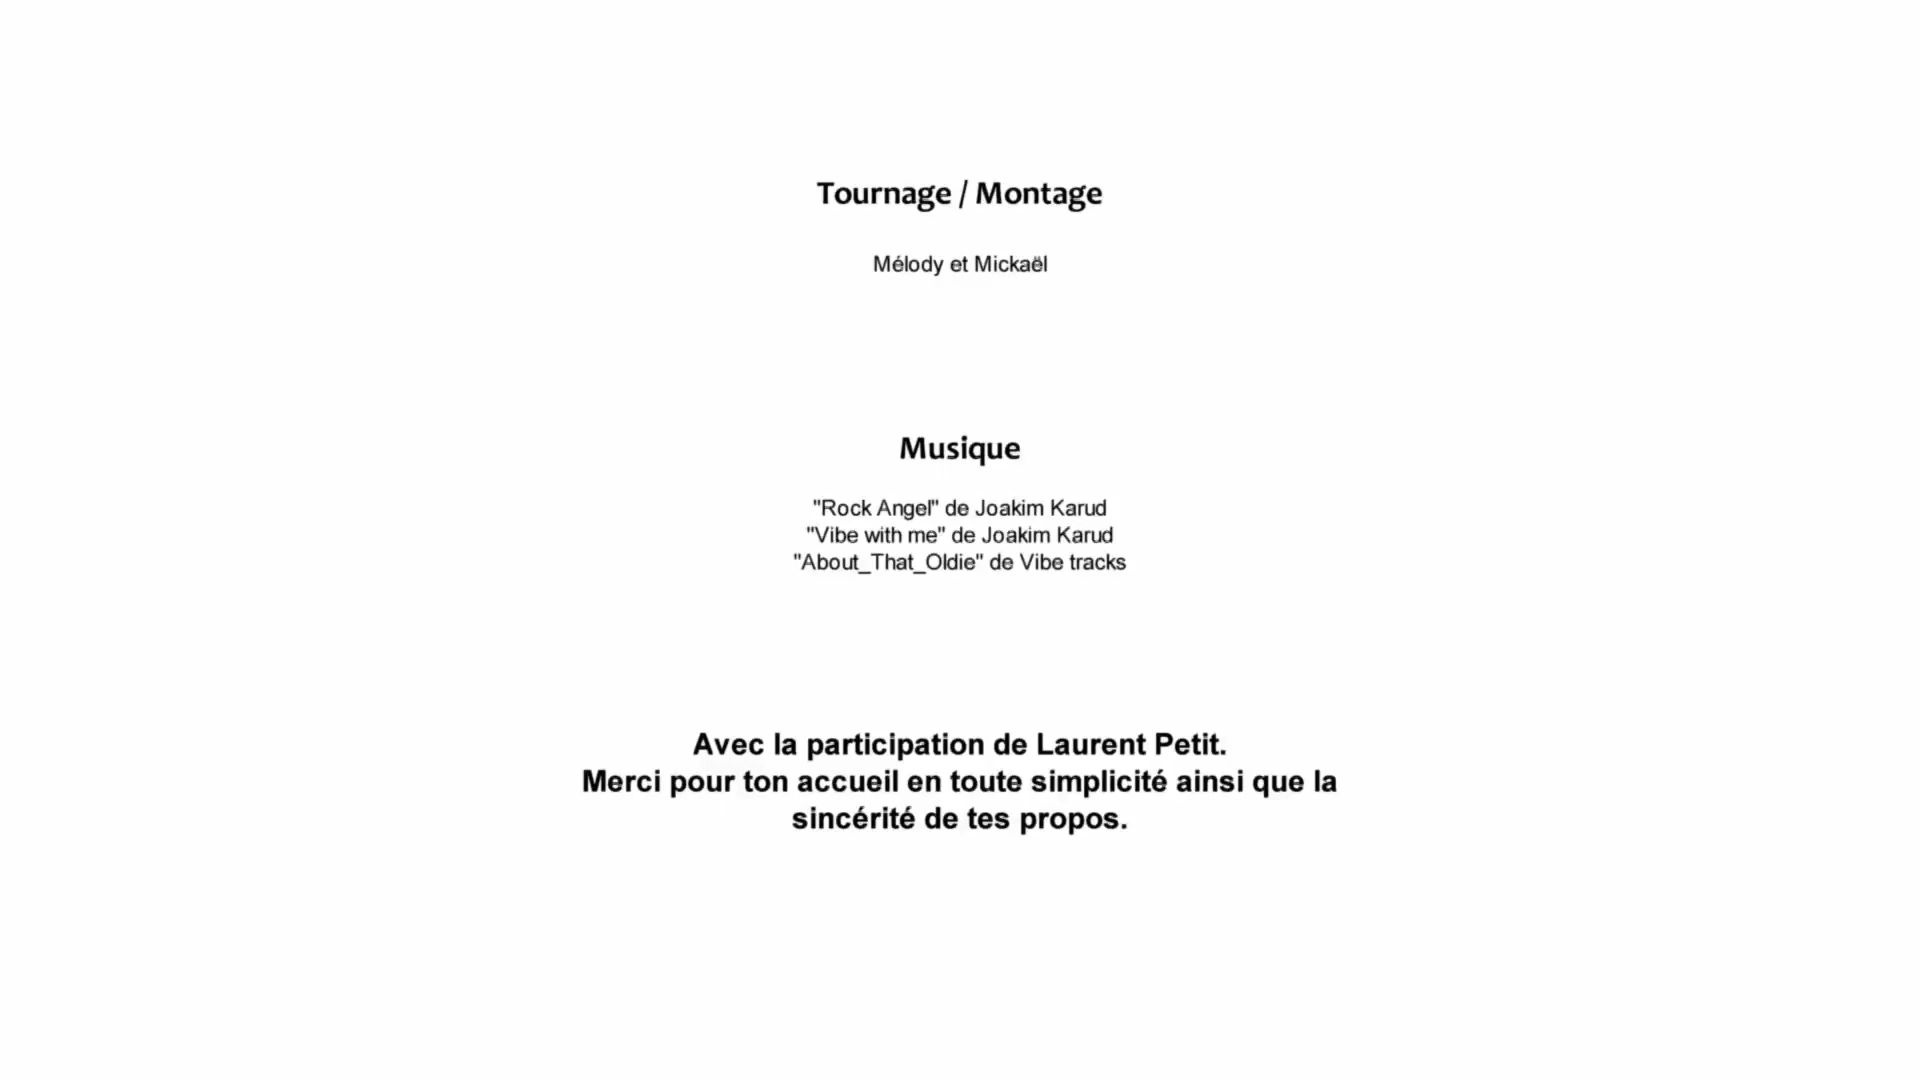 Tournage / Montage
Mélody et Mickaël
Musique
"Rock Angel" de Joakim Karud
"Vibe with me" de Joakim Karud
"About_That_Oldie" de Vibe tracks
Avec la participation de Laurent Petit.
Merci pour ton accueil en toute simplicité ainsi que la
sincérité de tes propos.